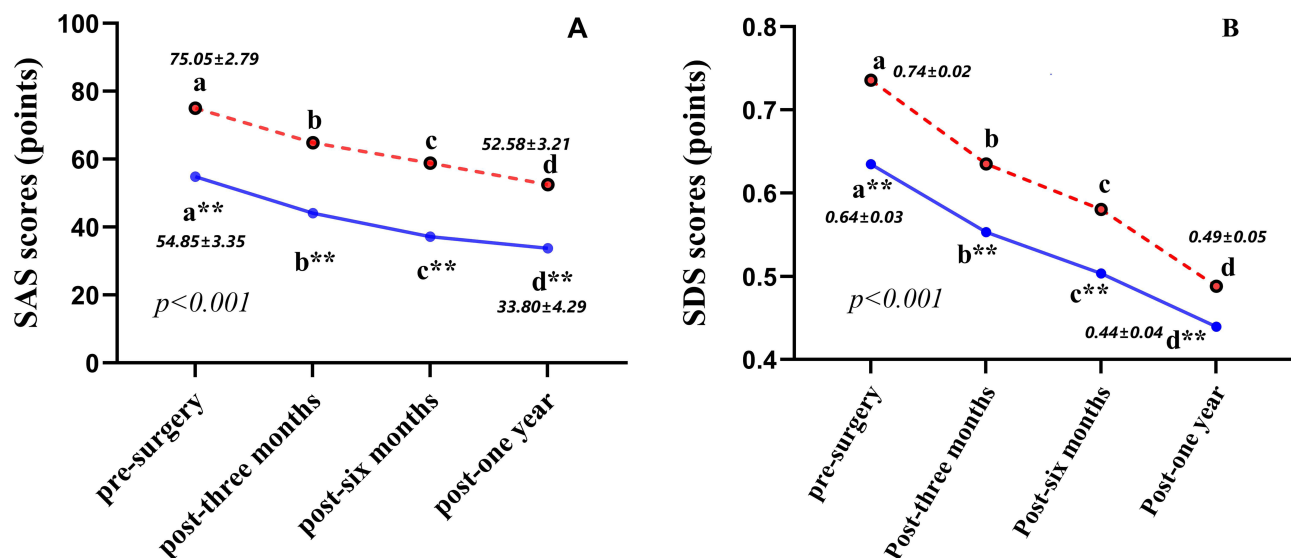 A
SAS scores (points)
100
80
60
40
20
0
75.05±2.79
a
b
c
52.58±3.21
d
a**
54.85±3.35
b**
c**
d**
33.80±4.29
p<0.001
pre-surgery
post-three months
post-six months
post-one year
B
SDS scores (points)
0.8
0.7
0.6
0.5
0.4
a
0.74±0.02
b
c
0.49±0.05
d
a**
0.64±0.03
b**
c**
0.44±0.04
d**
p<0.001
pre-surgery
Post-three months
Post-six months
Post-one year